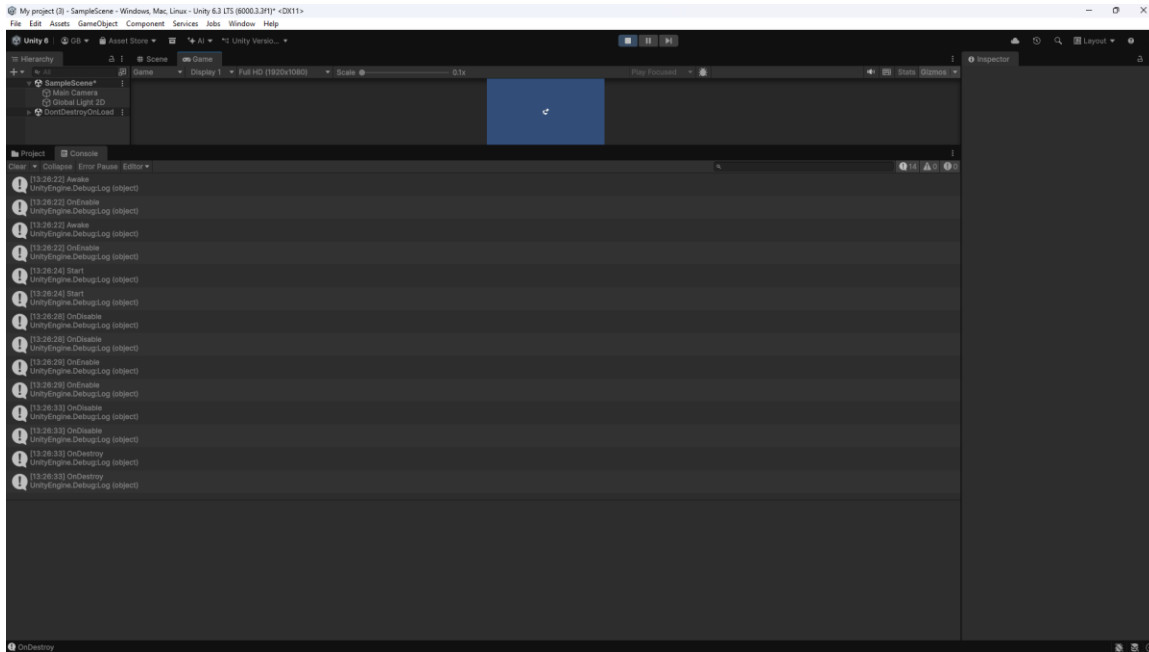 My project (3) - SampleScene - Windows, Mac, Linux - Unity 6.3 LTS (6000.3.3f1)* <DX11>
File Edit Assets GameObject Component Services Jobs Window Help
Unity 6 GB Asset Store AI Unity Versio... Layout
Hierarchy Scene Game Inspector
All Game Display 1 Full HD (1920x1080) Scale 0.1x Play Focused Stats Gizmos
SampleScene*
Main Camera
Global Light 2D
DontDestroyOnLoad
Project Console
Clear Collapse Error Pause Editor 14 0 0
[13:26:22] Awake
UnityEngine.Debug:Log (object)
[13:26:22] OnEnable
UnityEngine.Debug:Log (object)
[13:26:22] Awake
UnityEngine.Debug:Log (object)
[13:26:22] OnEnable
UnityEngine.Debug:Log (object)
[13:26:24] Start
UnityEngine.Debug:Log (object)
[13:26:24] Start
UnityEngine.Debug:Log (object)
[13:26:28] OnDisable
UnityEngine.Debug:Log (object)
[13:26:28] OnDisable
UnityEngine.Debug:Log (object)
[13:26:29] OnEnable
UnityEngine.Debug:Log (object)
[13:26:29] OnEnable
UnityEngine.Debug:Log (object)
[13:26:33] OnDisable
UnityEngine.Debug:Log (object)
[13:26:33] OnDisable
UnityEngine.Debug:Log (object)
[13:26:33] OnDestroy
UnityEngine.Debug:Log (object)
[13:26:33] OnDestroy
UnityEngine.Debug:Log (object)
OnDestroy